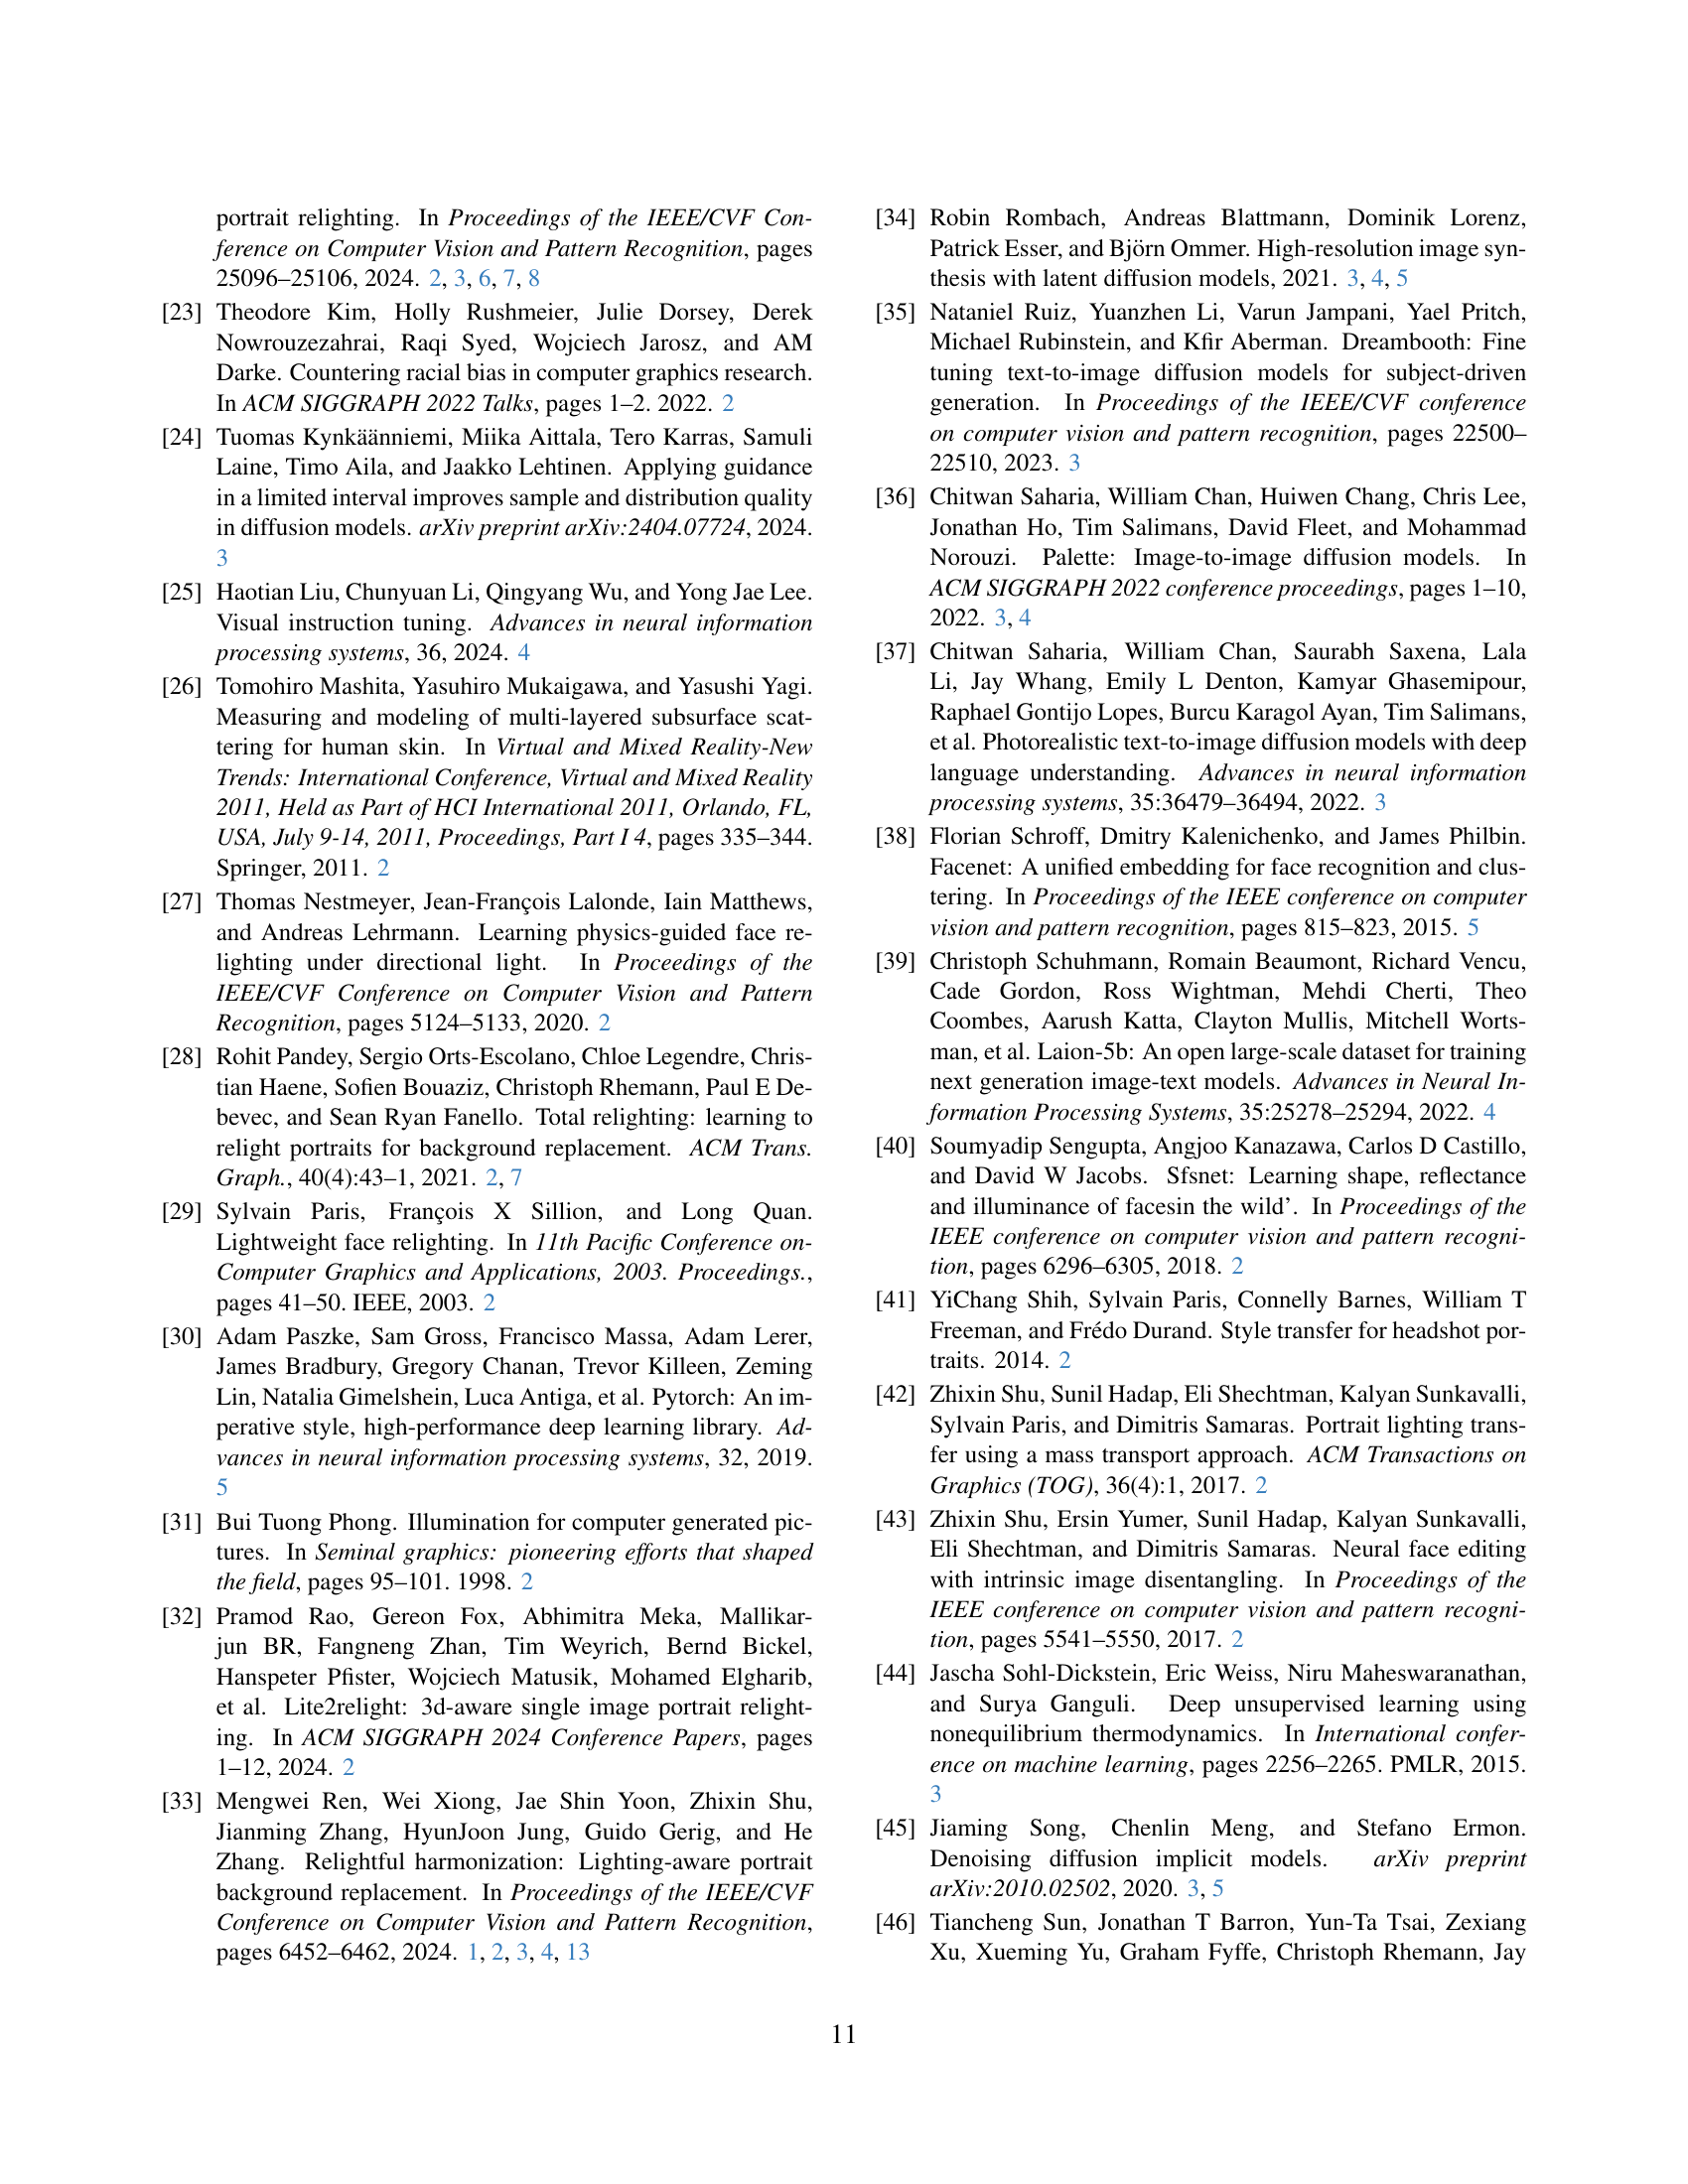 portrait relighting. In Proceedings of the IEEE/CVF Con-
ference on Computer Vision and Pattern Recognition, pages
25096–25106, 2024. 2, 3, 6, 7, 8
[23] Theodore Kim, Holly Rushmeier, Julie Dorsey, Derek
Nowrouzezahrai, Raqi Syed, Wojciech Jarosz, and AM
Darke. Countering racial bias in computer graphics research.
In ACM SIGGRAPH 2022 Talks, pages 1–2. 2022. 2
[24] Tuomas Kynkäänniemi, Miika Aittala, Tero Karras, Samuli
Laine, Timo Aila, and Jaakko Lehtinen. Applying guidance
in a limited interval improves sample and distribution quality
in diffusion models. arXiv preprint arXiv:2404.07724, 2024.
3
[25] Haotian Liu, Chunyuan Li, Qingyang Wu, and Yong Jae Lee.
Visual instruction tuning. Advances in neural information
processing systems, 36, 2024. 4
[26] Tomohiro Mashita, Yasuhiro Mukaigawa, and Yasushi Yagi.
Measuring and modeling of multi-layered subsurface scat-
tering for human skin. In Virtual and Mixed Reality-New
Trends: International Conference, Virtual and Mixed Reality
2011, Held as Part of HCI International 2011, Orlando, FL,
USA, July 9-14, 2011, Proceedings, Part I 4, pages 335–344.
Springer, 2011. 2
[27] Thomas Nestmeyer, Jean-François Lalonde, Iain Matthews,
and Andreas Lehrmann. Learning physics-guided face re-
lighting under directional light. In Proceedings of the
IEEE/CVF Conference on Computer Vision and Pattern
Recognition, pages 5124–5133, 2020. 2
[28] Rohit Pandey, Sergio Orts-Escolano, Chloe Legendre, Chris-
tian Haene, Sofien Bouaziz, Christoph Rhemann, Paul E De-
bevec, and Sean Ryan Fanello. Total relighting: learning to
relight portraits for background replacement. ACM Trans.
Graph., 40(4):43–1, 2021. 2, 7
[29] Sylvain Paris, François X Sillion, and Long Quan.
Lightweight face relighting. In 11th Pacific Conference on-
Computer Graphics and Applications, 2003. Proceedings.,
pages 41–50. IEEE, 2003. 2
[30] Adam Paszke, Sam Gross, Francisco Massa, Adam Lerer,
James Bradbury, Gregory Chanan, Trevor Killeen, Zeming
Lin, Natalia Gimelshein, Luca Antiga, et al. Pytorch: An im-
perative style, high-performance deep learning library. Ad-
vances in neural information processing systems, 32, 2019.
5
[31] Bui Tuong Phong. Illumination for computer generated pic-
tures. In Seminal graphics: pioneering efforts that shaped
the field, pages 95–101. 1998. 2
[32] Pramod Rao, Gereon Fox, Abhimitra Meka, Mallikar-
jun BR, Fangneng Zhan, Tim Weyrich, Bernd Bickel,
Hanspeter Pfister, Wojciech Matusik, Mohamed Elgharib,
et al. Lite2relight: 3d-aware single image portrait relight-
ing. In ACM SIGGRAPH 2024 Conference Papers, pages
1–12, 2024. 2
[33] Mengwei Ren, Wei Xiong, Jae Shin Yoon, Zhixin Shu,
Jianming Zhang, HyunJoon Jung, Guido Gerig, and He
Zhang. Relightful harmonization: Lighting-aware portrait
background replacement. In Proceedings of the IEEE/CVF
Conference on Computer Vision and Pattern Recognition,
pages 6452–6462, 2024. 1, 2, 3, 4, 13
[34] Robin Rombach, Andreas Blattmann, Dominik Lorenz,
Patrick Esser, and Björn Ommer. High-resolution image syn-
thesis with latent diffusion models, 2021. 3, 4, 5
[35] Nataniel Ruiz, Yuanzhen Li, Varun Jampani, Yael Pritch,
Michael Rubinstein, and Kfir Aberman. Dreambooth: Fine
tuning text-to-image diffusion models for subject-driven
generation. In Proceedings of the IEEE/CVF conference
on computer vision and pattern recognition, pages 22500–
22510, 2023. 3
[36] Chitwan Saharia, William Chan, Huiwen Chang, Chris Lee,
Jonathan Ho, Tim Salimans, David Fleet, and Mohammad
Norouzi. Palette: Image-to-image diffusion models. In
ACM SIGGRAPH 2022 conference proceedings, pages 1–10,
2022. 3, 4
[37] Chitwan Saharia, William Chan, Saurabh Saxena, Lala
Li, Jay Whang, Emily L Denton, Kamyar Ghasemipour,
Raphael Gontijo Lopes, Burcu Karagol Ayan, Tim Salimans,
et al. Photorealistic text-to-image diffusion models with deep
language understanding. Advances in neural information
processing systems, 35:36479–36494, 2022. 3
[38] Florian Schroff, Dmitry Kalenichenko, and James Philbin.
Facenet: A unified embedding for face recognition and clus-
tering. In Proceedings of the IEEE conference on computer
vision and pattern recognition, pages 815–823, 2015. 5
[39] Christoph Schuhmann, Romain Beaumont, Richard Vencu,
Cade Gordon, Ross Wightman, Mehdi Cherti, Theo
Coombes, Aarush Katta, Clayton Mullis, Mitchell Worts-
man, et al. Laion-5b: An open large-scale dataset for training
next generation image-text models. Advances in Neural In-
formation Processing Systems, 35:25278–25294, 2022. 4
[40] Soumyadip Sengupta, Angjoo Kanazawa, Carlos D Castillo,
and David W Jacobs. Sfsnet: Learning shape, reflectance
and illuminance of facesin the wild’. In Proceedings of the
IEEE conference on computer vision and pattern recogni-
tion, pages 6296–6305, 2018. 2
[41] YiChang Shih, Sylvain Paris, Connelly Barnes, William T
Freeman, and Frédo Durand. Style transfer for headshot por-
traits. 2014. 2
[42] Zhixin Shu, Sunil Hadap, Eli Shechtman, Kalyan Sunkavalli,
Sylvain Paris, and Dimitris Samaras. Portrait lighting trans-
fer using a mass transport approach. ACM Transactions on
Graphics (TOG), 36(4):1, 2017. 2
[43] Zhixin Shu, Ersin Yumer, Sunil Hadap, Kalyan Sunkavalli,
Eli Shechtman, and Dimitris Samaras. Neural face editing
with intrinsic image disentangling. In Proceedings of the
IEEE conference on computer vision and pattern recogni-
tion, pages 5541–5550, 2017. 2
[44] Jascha Sohl-Dickstein, Eric Weiss, Niru Maheswaranathan,
and Surya Ganguli. Deep unsupervised learning using
nonequilibrium thermodynamics. In International confer-
ence on machine learning, pages 2256–2265. PMLR, 2015.
3
[45] Jiaming Song, Chenlin Meng, and Stefano Ermon.
Denoising diffusion implicit models. arXiv preprint
arXiv:2010.02502, 2020. 3, 5
[46] Tiancheng Sun, Jonathan T Barron, Yun-Ta Tsai, Zexiang
Xu, Xueming Yu, Graham Fyffe, Christoph Rhemann, Jay
11